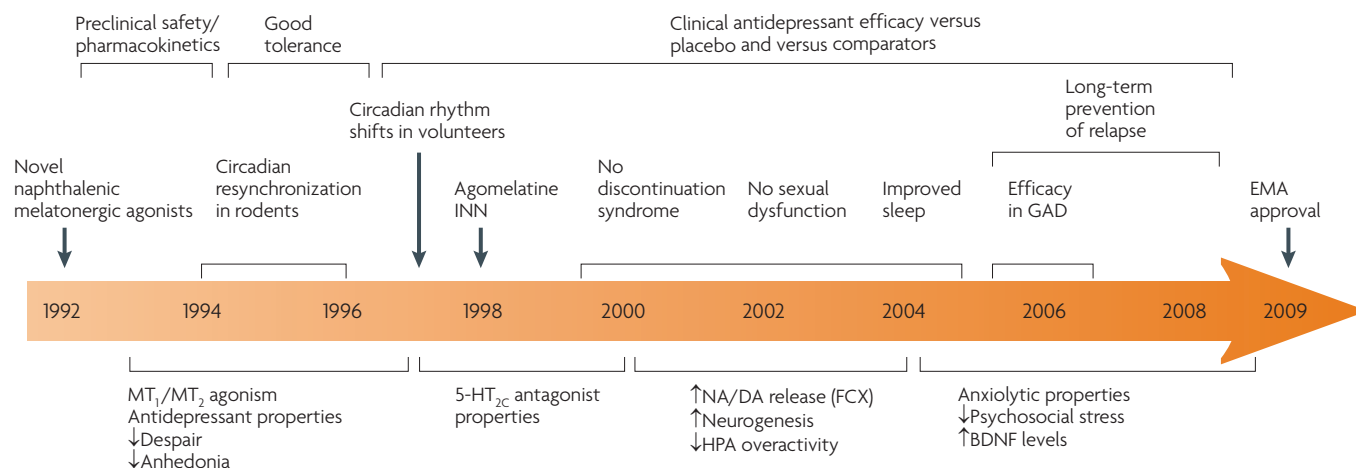 Preclinical safety/
pharmacokinetics
Good
tolerance
Clinical antidepressant efficacy versus
placebo and versus comparators
Circadian rhythm
shifts in volunteers
Long-term
prevention
of relapse
Novel
naphthalenic
melatonergic agonists
Circadian
resynchronization
in rodents
Agomelatine
INN
No
discontinuation
syndrome
No sexual
dysfunction
Improved
sleep
Efficacy
in GAD
EMA
approval
1992 1994 1996 1998 2000 2002 2004 2006 2008 2009
MT₁/MT₂ agonism
Antidepressant properties
↓Despair
↓Anhedonia
5-HT₂C antagonist
properties
↑NA/DA release (FCX)
↑Neurogenesis
↓HPA overactivity
Anxiolytic properties
↓Psychosocial stress
↑BDNF levels